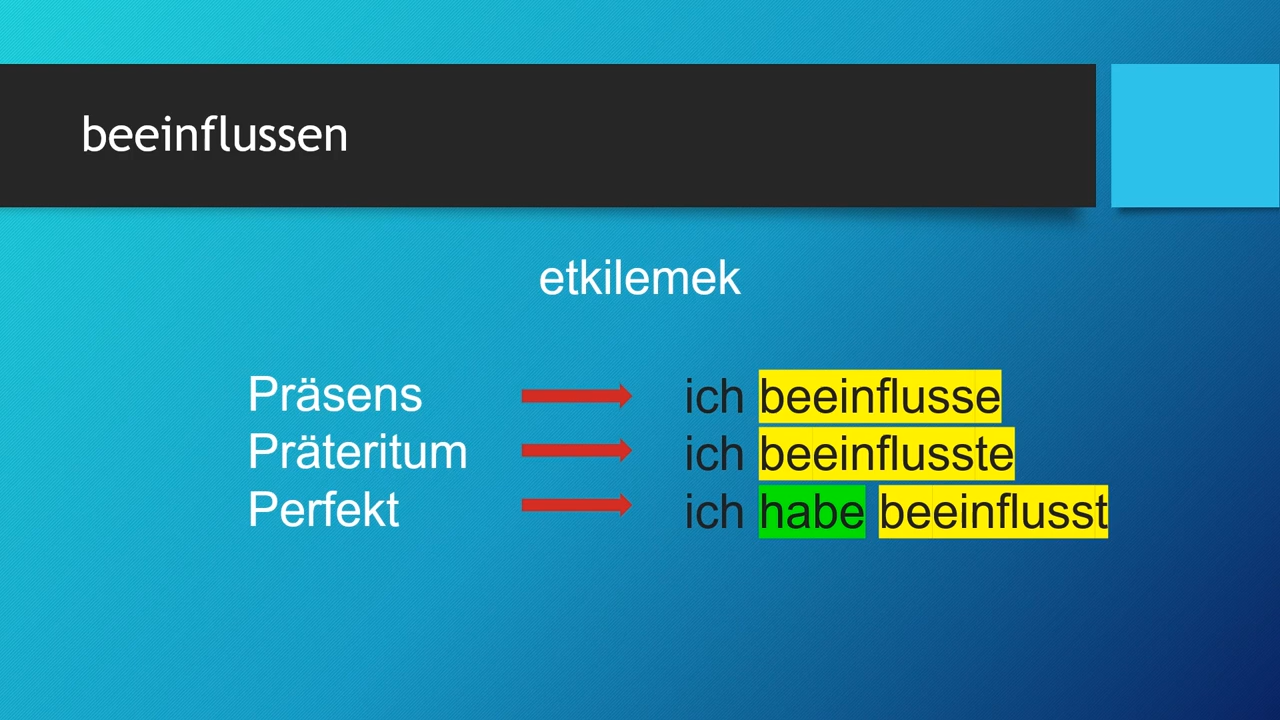 beeinflussen
etkilemek
Präsens ich beeinflusse
Präteritum ich beeinflusste
Perfekt ich habe beeinflusst